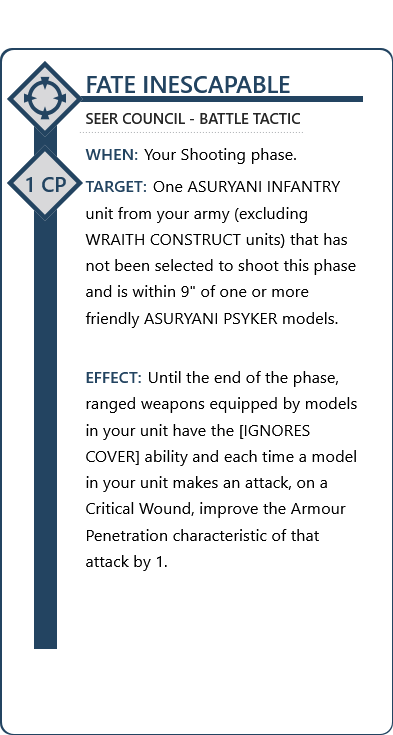 FATE INESCAPABLE
SEER COUNCIL - BATTLE TACTIC
WHEN: Your Shooting phase.
1 CP
TARGET: One ASURYANI INFANTRY
unit from your army (excluding
WRAITH CONSTRUCT units) that has
not been selected to shoot this phase
and is within 9" of one or more
friendly ASURYANI PSYKER models.
EFFECT: Until the end of the phase,
ranged weapons equipped by models
in your unit have the [IGNORES
COVER] ability and each time a model
in your unit makes an attack, on a
Critical Wound, improve the Armour
Penetration characteristic of that
attack by 1.